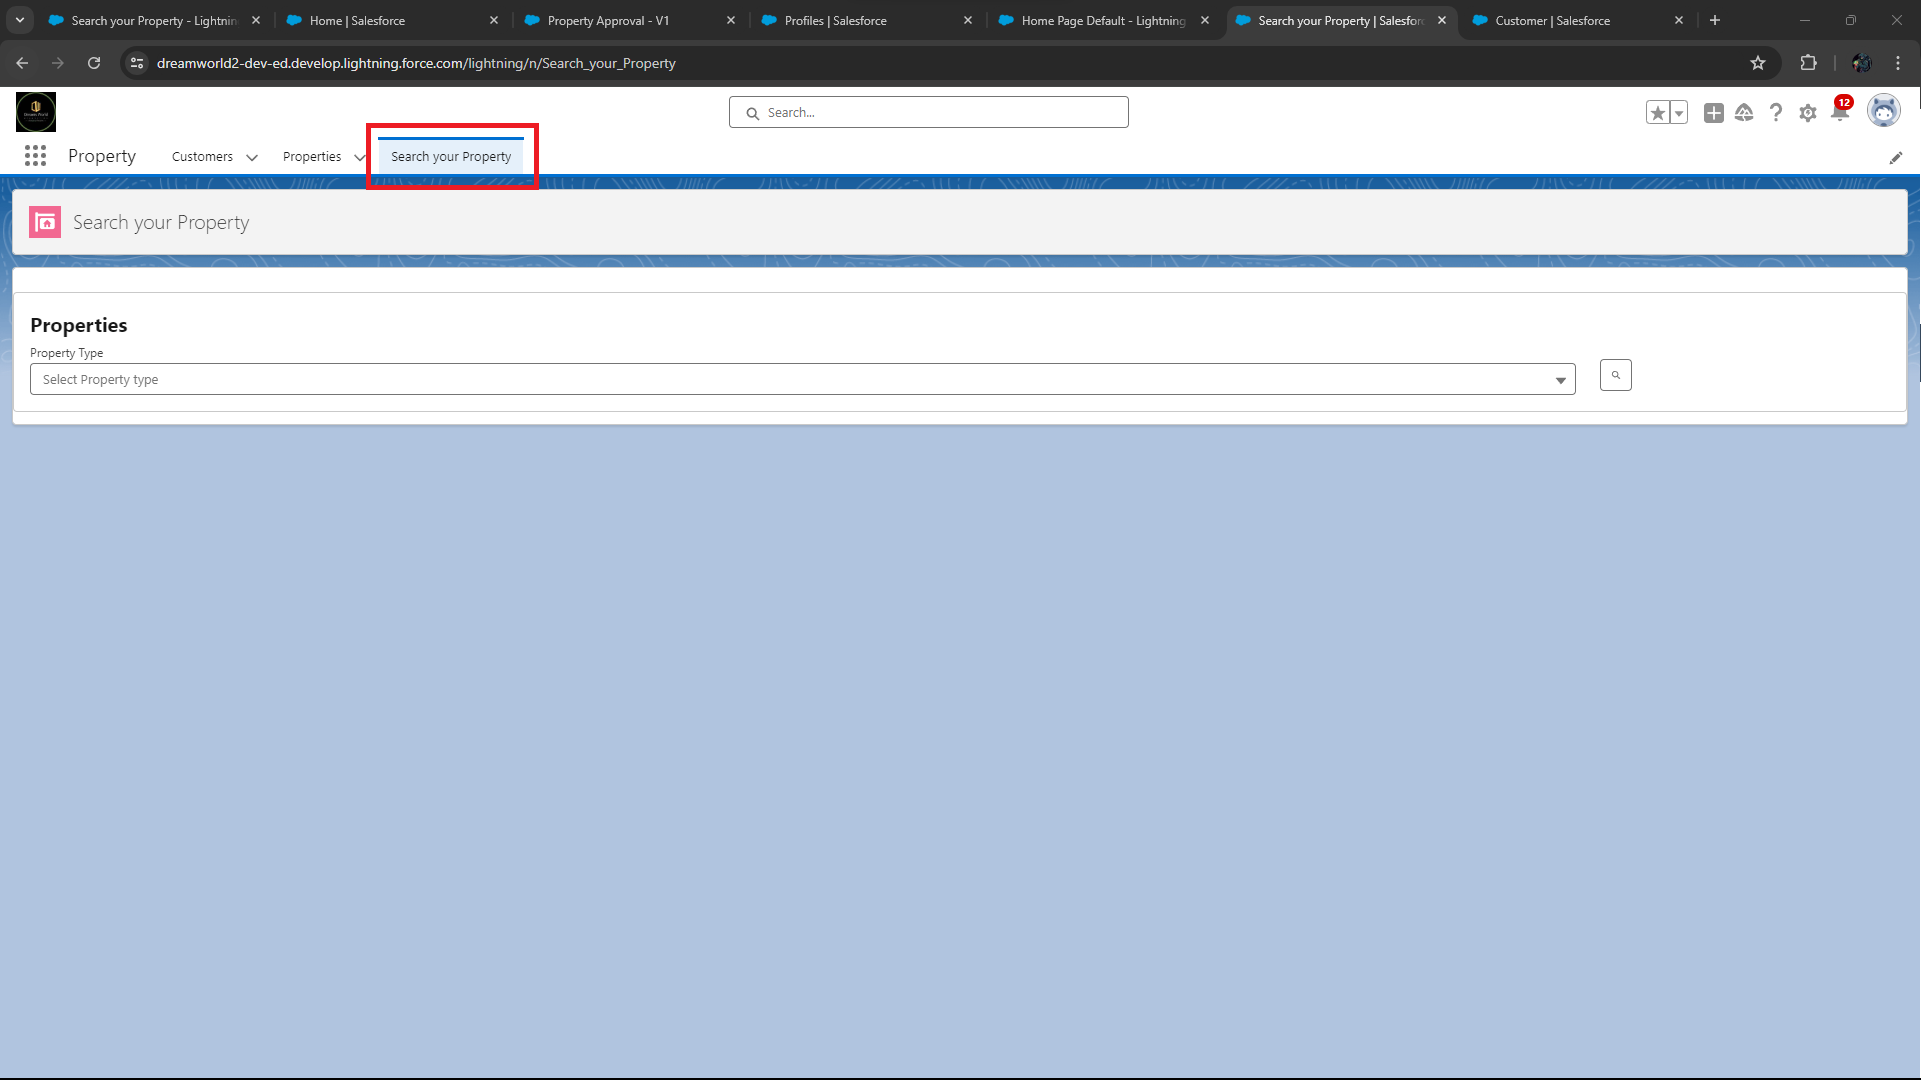 Search your Property - Lightnin
Home | Salesforce
Property Approval - V1
Profiles | Salesforce
Home Page Default - Lightning
Search your Property | Salesforc
Customer | Salesforce
dreamworld2-dev-ed.develop.lightning.force.com/lightning/n/Search_your_Property
Search...
12
Property
Customers
Properties
Search your Property
Search your Property
Properties
Property Type
Select Property type